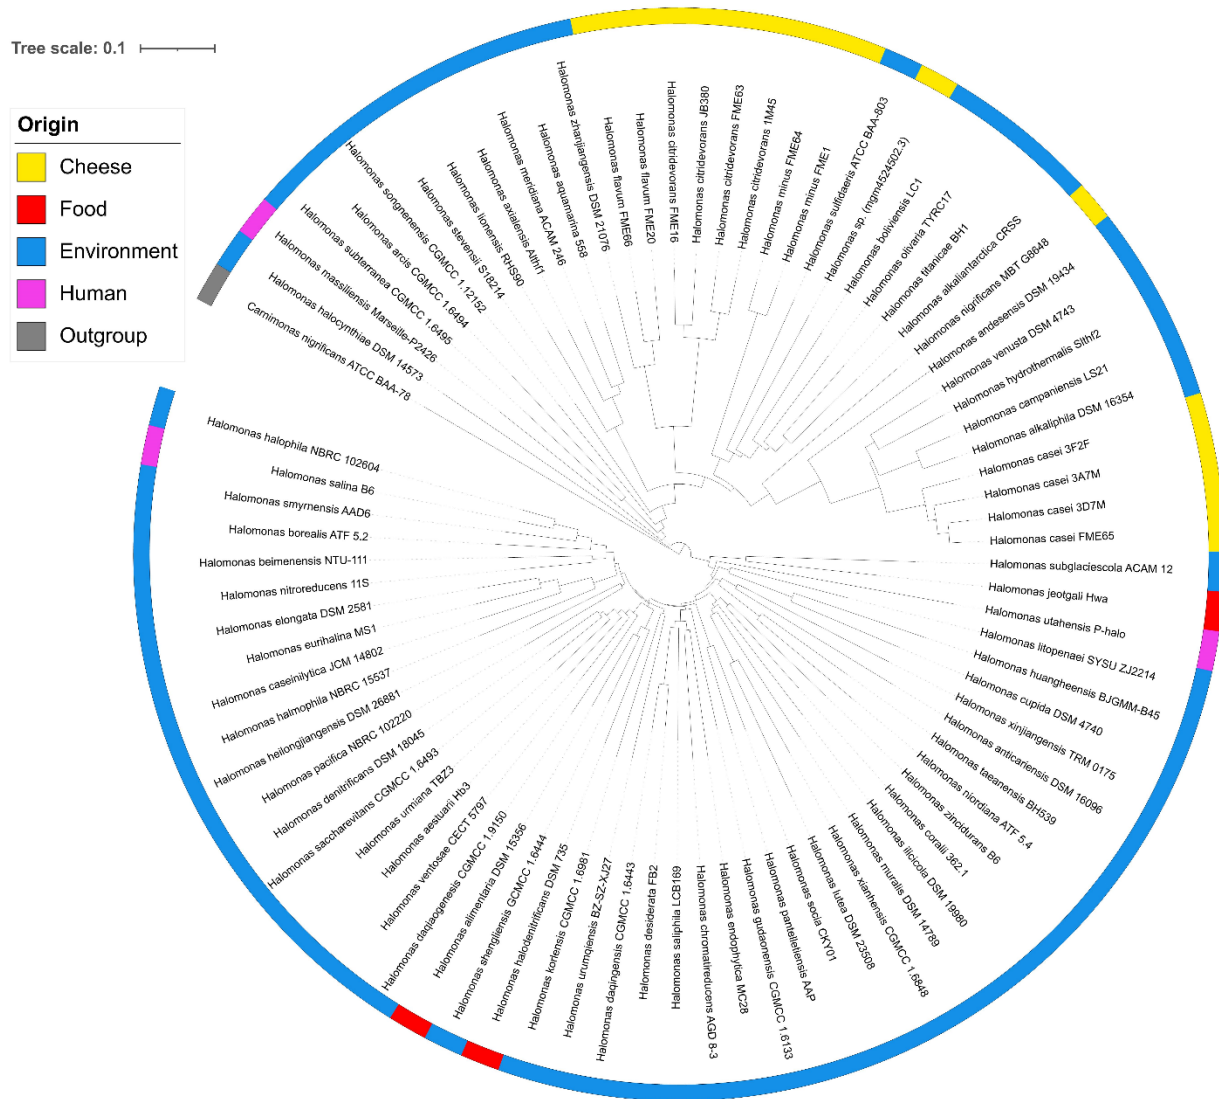 Tree scale: 0.1
Origin
Cheese
Food
Environment
Human
Outgroup
Carnimonas nigrificans ATCC BAA-78
Halomonas halocynthiae DSM 14573
Halomonas massiliensis Marseille-P2426
Halomonas subterranea CGMCC 1.6495
Halomonas arcis CGMCC 1.6494
Halomonas songnenensis CGMCC 1.12152
Halomonas stevensii S18214
Halomonas lionensis RHS90
Halomonas axialensis Althf1
Halomonas meridiana ACAM 246
Halomonas aquamarina 558
Halomonas zhanjiangensis DSM 21076
Halomonas flavum FME66
Halomonas flavum FME20
Halomonas citridevorans FME16
Halomonas citridevorans JB380
Halomonas citridevorans FME63
Halomonas citridevorans 1M45
Halomonas minus FME64
Halomonas minus FME1
Halomonas sulfidaeris ATCC BAA-803
Halomonas sp. (mgm4524502.3)
Halomonas boliviensis LC1
Halomonas olivaria TYRC17
Halomonas titanicae BH1
Halomonas alkaliantarctica CRSS
Halomonas nigrificans MBT G8648
Halomonas andesensis DSM 19434
Halomonas venusta DSM 4743
Halomonas hydrothermalis Slthf2
Halomonas campaniensis LS21
Halomonas alkaliphila DSM 16354
Halomonas casei 3F2F
Halomonas casei 3A7M
Halomonas casei 3D7M
Halomonas casei FME65
Halomonas subglaciescola ACAM 12
Halomonas jeotgali Hwa
Halomonas utahensis P-halo
Halomonas litopenaei SYSU ZJ2214
Halomonas huangheensis BJGMM-B45
Halomonas cupida DSM 4740
Halomonas xinjiangensis TRM 0175
Halomonas anticariensis DSM 16096
Halomonas taeanensis BH539
Halomonas niordiana ATF 5.4
Halomonas zincidurans B6
Halomonas coralii 362.1
Halomonas ilicicola DSM 19980
Halomonas muralis DSM 14789
Halomonas xianhensis CGMCC 1.6848
Halomonas lutea DSM 23508
Halomonas socia CKY01
Halomonas pantelleriensis AAP
Halomonas gudaonensis CGMCC 1.6133
Halomonas endophytica MC28
Halomonas chromatireducens AGD 8-3
Halomonas saliphila LCB169
Halomonas desiderata FB2
Halomonas daqingensis CGMCC 1.6443
Halomonas urumqiensis BZ-SZ-XJ27
Halomonas korlensis CGMCC 1.6981
Halomonas halodenitrificans DSM 735
Halomonas shengliensis GCMCC 1.6444
Halomonas alimentaria DSM 15356
Halomonas daqiaogenesis CGMCC 1.9150
Halomonas ventosae CECT 5797
Halomonas aestuarii Hb3
Halomonas urmiana TBZ3
Halomonas saccharevitans CGMCC 1.6493
Halomonas denitrificans DSM 18045
Halomonas pacifica NBRC 102220
Halomonas heilongjiangensis DSM 26881
Halomonas halmophila NBRC 15537
Halomonas caseinilytica JCM 14802
Halomonas eurihalina MS1
Halomonas elongata DSM 2581
Halomonas nitroreducens 11S
Halomonas beimenensis NTU-111
Halomonas borealis ATF 5.2
Halomonas smyrnensis AAD6
Halomonas salina B6
Halomonas halophila NBRC 102604